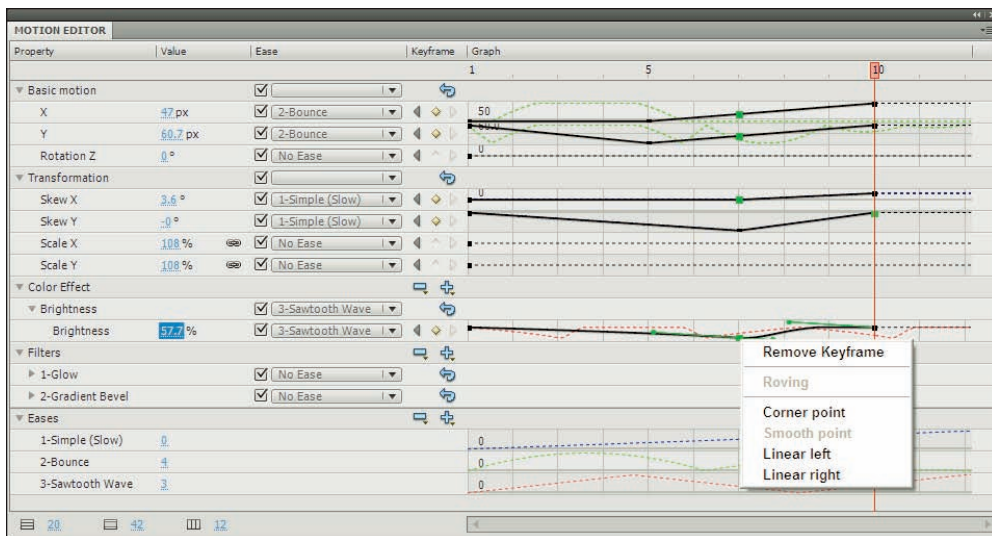 MOTION EDITOR
Property Value Ease Keyframe Graph
1 5 10
Basic motion
X 47 px 2-Bounce 50
Y 60.7 px 2-Bounce
Rotation Z 0 ° No Ease 0
Transformation
Skew X 3.6 ° 1-Simple (Slow) 0
Skew Y -0 ° 1-Simple (Slow)
Scale X 108 % No Ease
Scale Y 108 % No Ease
Color Effect
Brightness 3-Sawtooth Wave
Brightness 57.7 % 3-Sawtooth Wave
Filters
1-Glow No Ease
2-Gradient Bevel No Ease
Eases
1-Simple (Slow) 0 0
2-Bounce 4 0
3-Sawtooth Wave 3 0
Remove Keyframe
Roving
Corner point
Smooth point
Linear left
Linear right
20 42 12